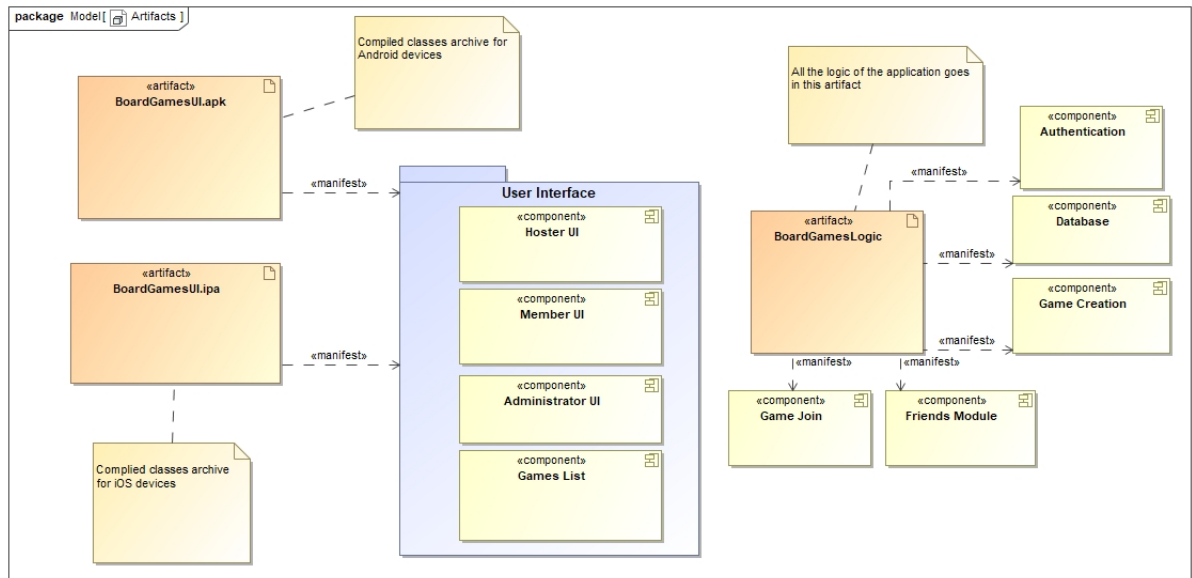 package Model[ Artifacts ]
Compiled classes archive for
Android devices
«artifact»
BoardGamesUI.apk
«manifest»
All the logic of the application goes
in this artifact
«component»
Authentication
«manifest»
User Interface
«component»
Hoster UI
«artifact»
BoardGamesLogic
«component»
Database
«manifest»
«artifact»
BoardGamesUI.ipa
«component»
Member UI
«component»
Game Creation
«manifest»
«manifest»
«manifest»
«manifest»
«component»
Administrator UI
«component»
Game Join
«component»
Friends Module
Complied classes archive
for iOS devices
«component»
Games List